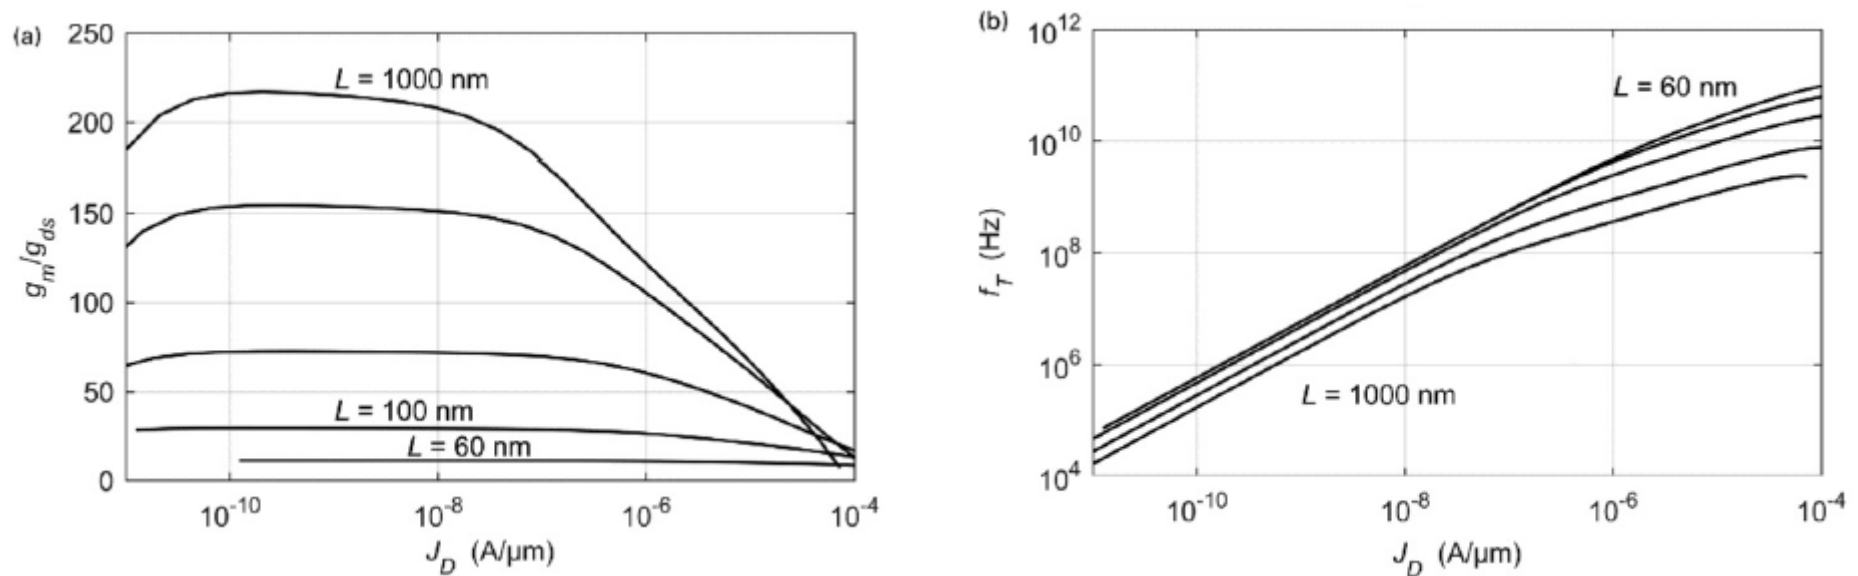 (a)
250
200
150
100
50
0
g_m/g_ds
L = 1000 nm
L = 100 nm
L = 60 nm
10^-10
10^-8
10^-6
10^-4
J_D (A/µm)
(b)
10^12
10^10
10^8
10^6
10^4
f_T (Hz)
L = 60 nm
L = 1000 nm
10^-10
10^-8
10^-6
10^-4
J_D (A/µm)